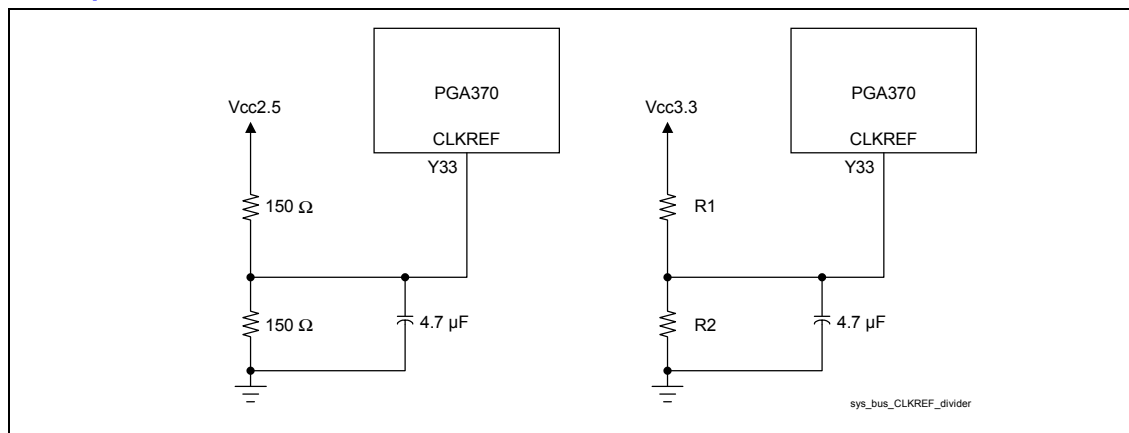 PGA370
CLKREF
Y33
Vcc2.5
150 Ω
150 Ω
4.7 µF
PGA370
CLKREF
Y33
Vcc3.3
R1
R2
4.7 µF
sys_bus_CLKREF_divider